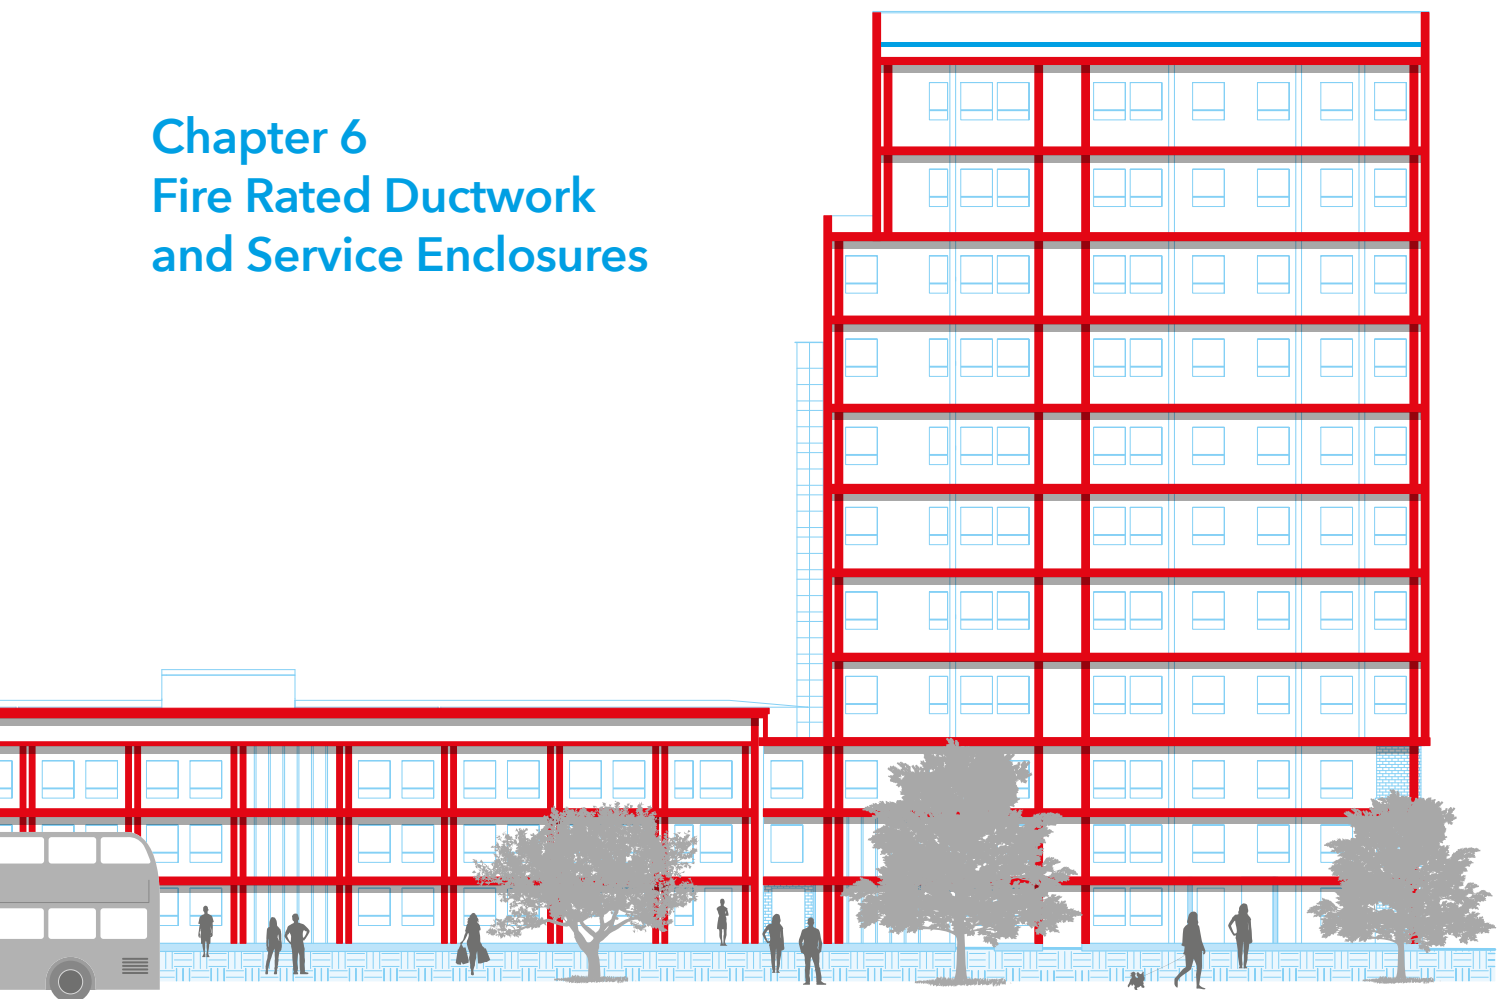 Chapter 6
Fire Rated Ductwork
and Service Enclosures